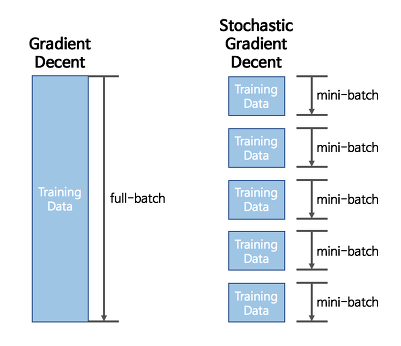 Gradient
Decent
Training
Data
full-batch
Stochastic
Gradient
Decent
Training
Data
mini-batch
Training
Data
mini-batch
Training
Data
mini-batch
Training
Data
mini-batch
Training
Data
mini-batch